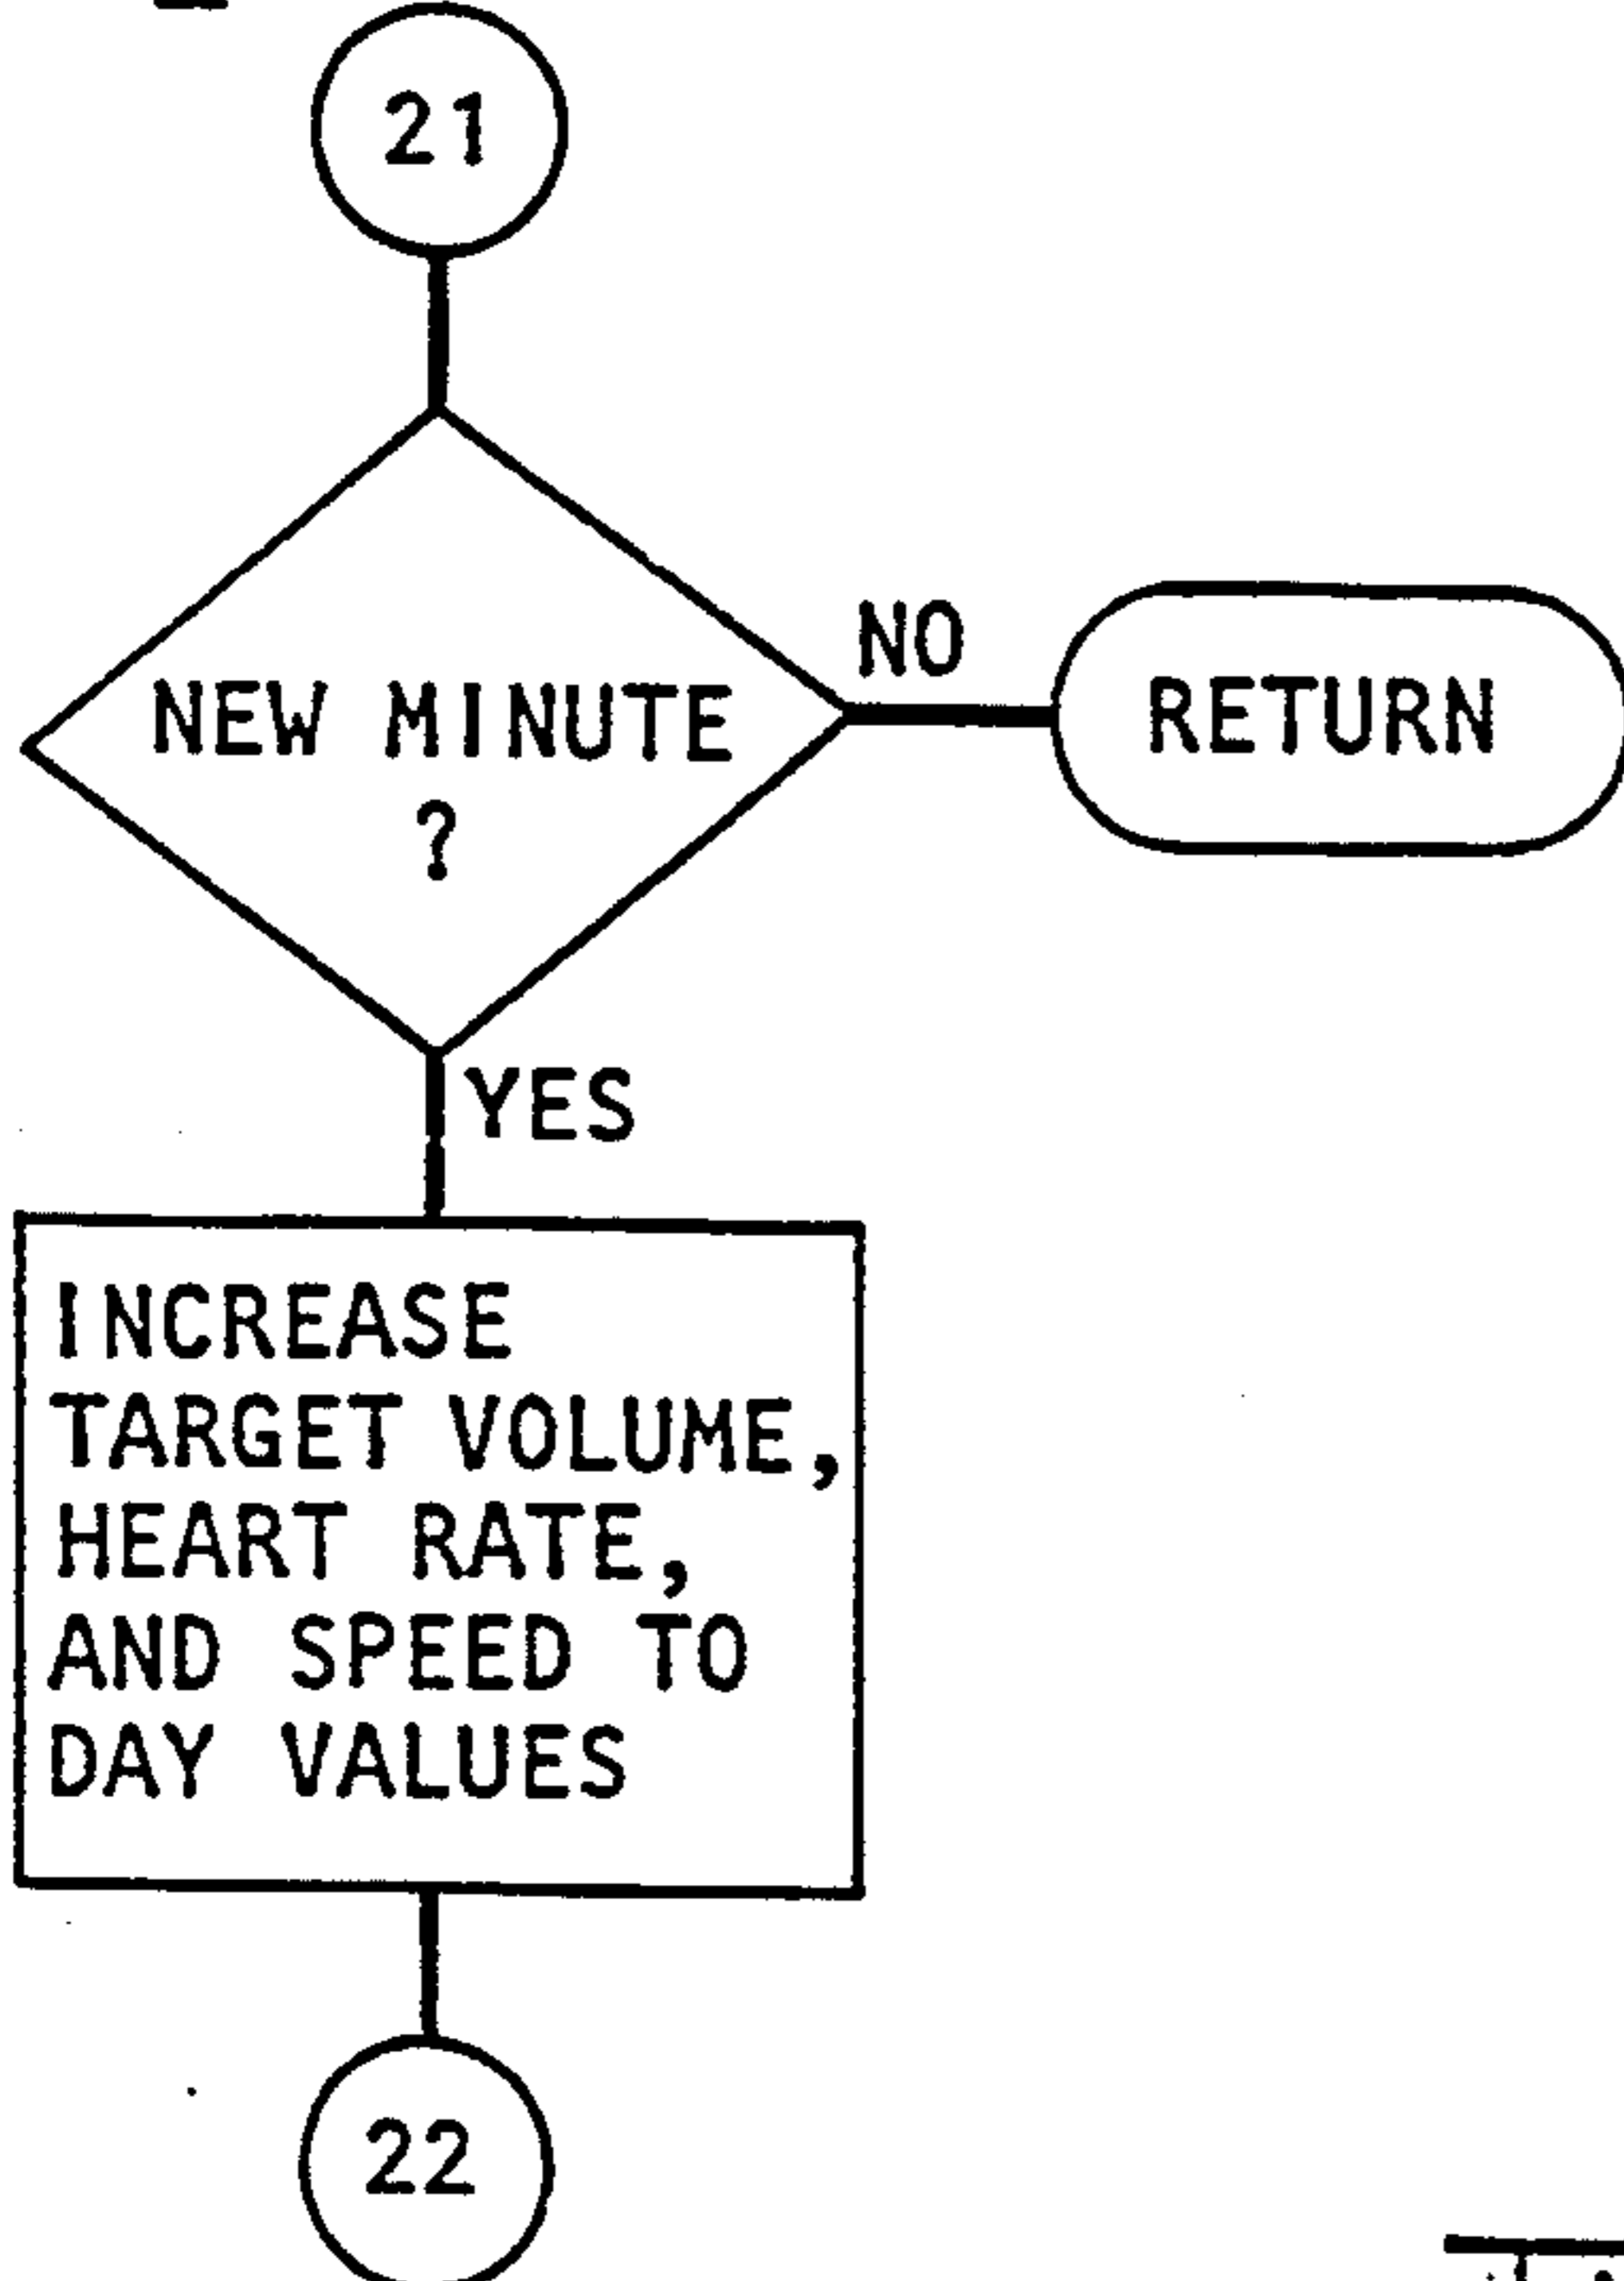 21
NEW MINUTE
?
NO
RETURN
YES
INCREASE
TARGET VOLUME,
HEART RATE,
AND SPEED TO
DAY VALUES
22